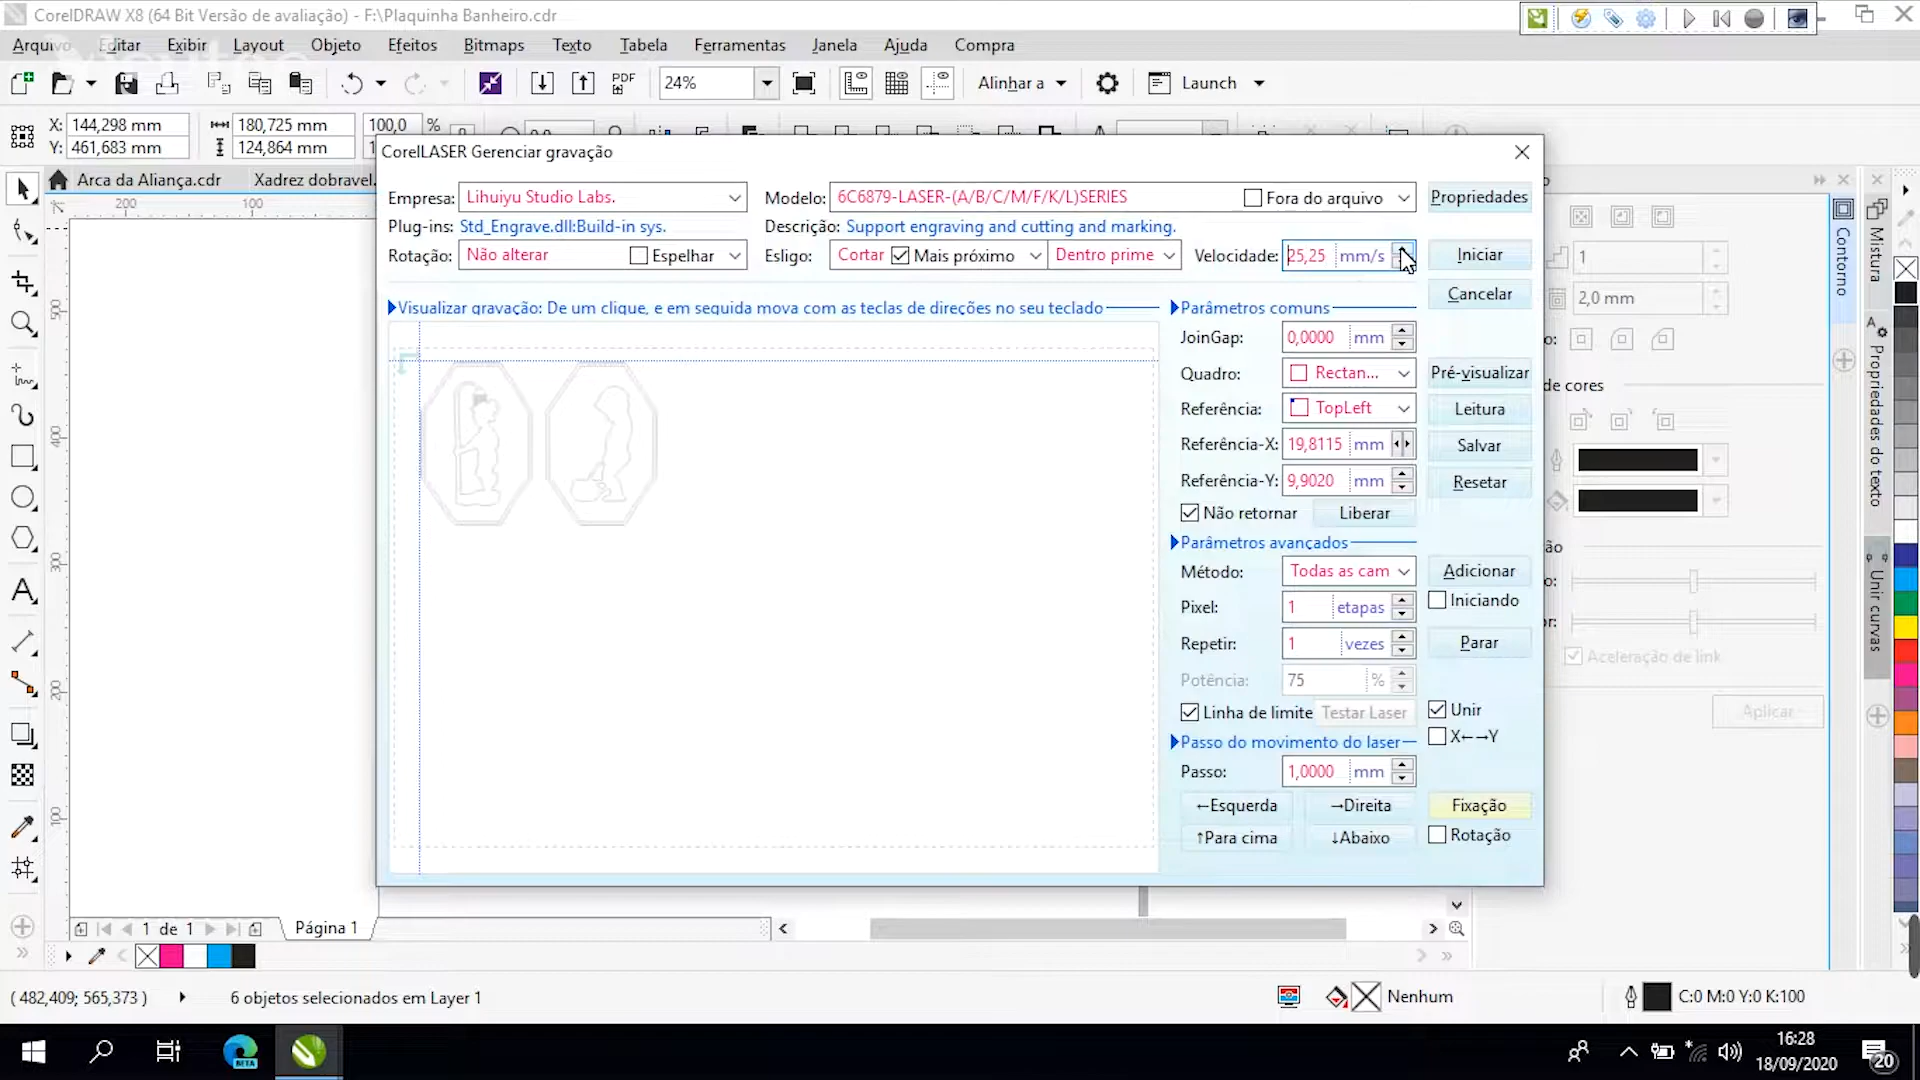 CorelDRAW X8 (64 Bit Versão de avaliação) - F:\Plaquinha Banheiro.cdr
Arquivo Editar Exibir Layout Objeto Efeitos Bitmaps Texto Tabela Ferramentas Janela Ajuda Compra
PDF 24% Alinhar a Launch
X: 144,298 mm 180,725 mm 100,0 %
Y: 461,683 mm 124,864 mm
Arca da Aliança.cdr Xadrez dobravel.
200 100
CorelLASER Gerenciar gravação
Empresa: Lihuiyu Studio Labs. Modelo: 6C6879-LASER-(A/B/C/M/F/K/L)SERIES Fora do arquivo Propriedades
Plug-ins: Std_Engrave.dll:Build-in sys. Descrição: Support engraving and cutting and marking.
Rotação: Não alterar Espelhar Esligo: Cortar Mais próximo Dentro prime Velocidade: 25,25 mm/s Iniciar
Cancelar
Visualizar gravação: De um clique, e em seguida mova com as teclas de direções no seu teclado
Parâmetros comuns
JoinGap: 0,0000 mm
Quadro: Rectan... Pré-visualizar
Referência: TopLeft Leitura
Referência-X: 19,8115 mm Salvar
Referência-Y: 9,9020 mm Resetar
Não retornar Liberar
Parâmetros avançados
Método: Todas as cam Adicionar
Pixel: 1 etapas Iniciando
Repetir: 1 vezes Parar
Potência: 75 %
Linha de limite Testar Laser Unir
Passo do movimento do laser X←→Y
Passo: 1,0000 mm
←Esquerda →Direita Fixação
↑Para cima ↓Abaixo Rotação
1
2,0 mm
de cores
Aceleração de link
Aplicar
Contorno
Mistura
Propriedades do texto
Unir curvas
500
400
300
200
100
1 de 1 Página 1
( 482,409; 565,373 ) 6 objetos selecionados em Layer 1 Nenhum C:0 M:0 Y:0 K:100
BETA
16:28
18/09/2020
20